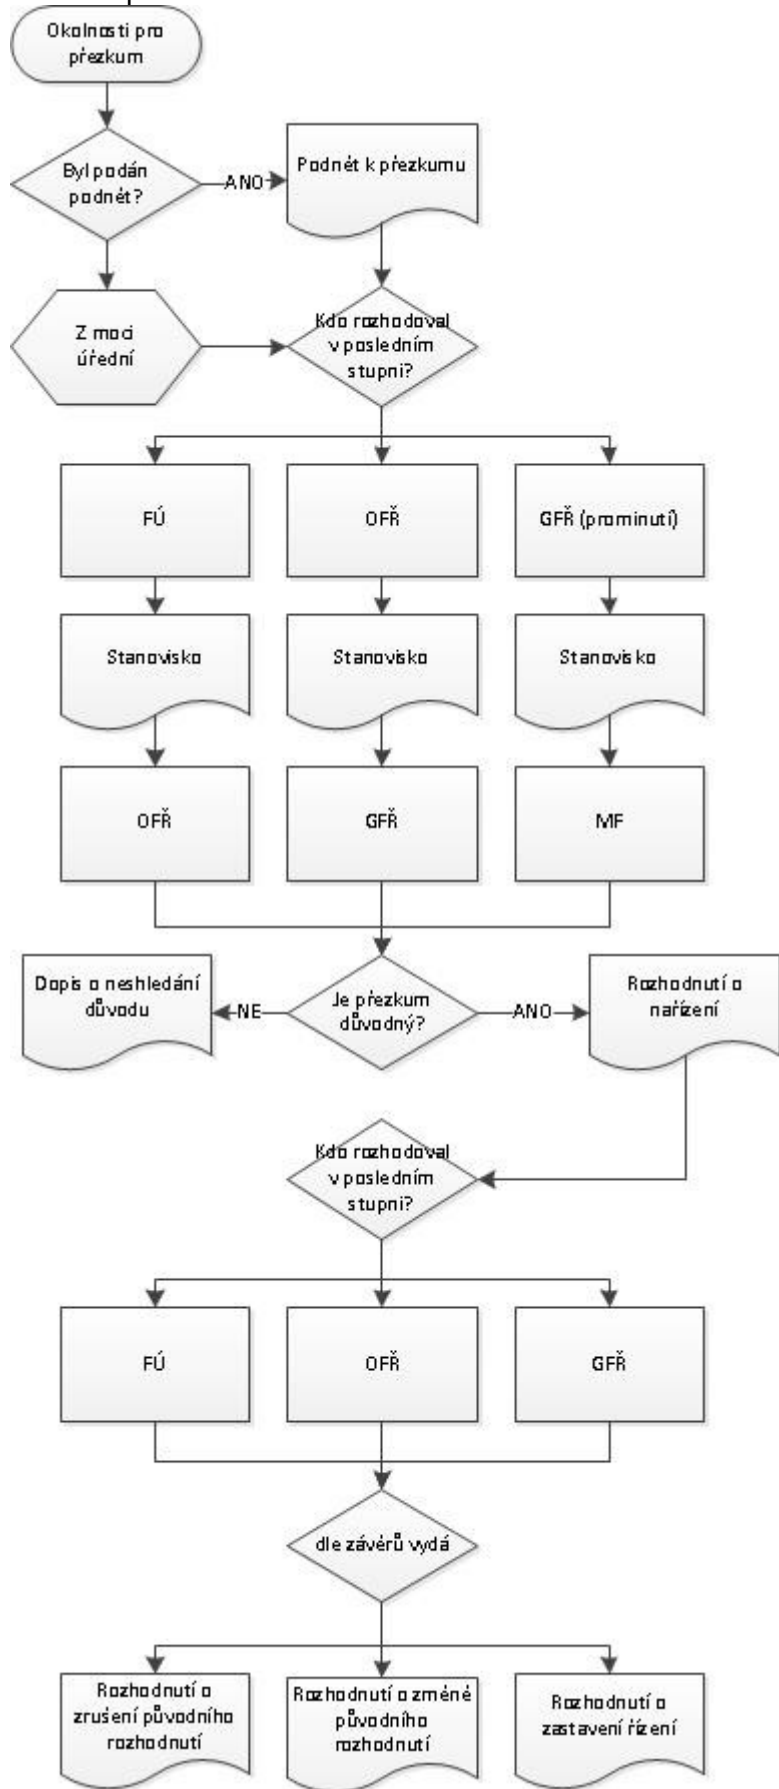 Okolnosti pro
přezkum
Byl podán
podnět?
ANO
Podnět k přezkumu
Z moci
úřední
Kdo rozhodoval
v posledním
stupni?
FÚ
OFŘ
GFŘ (prominutí)
Stanovisko
Stanovisko
Stanovisko
OFŘ
GFŘ
MF
Dopis o neshledání
důvodu
NE
Je přezkum
důvodný?
ANO
Rozhodnutí o
nařízení
Kdo rozhodoval
v posledním
stupni?
FÚ
OFŘ
GFŘ
dle závěrů vydá
Rozhodnutí o
zrušení původního
rozhodnutí
Rozhodnutí o změně
původního
rozhodnutí
Rozhodnutí o
zastavení řízení